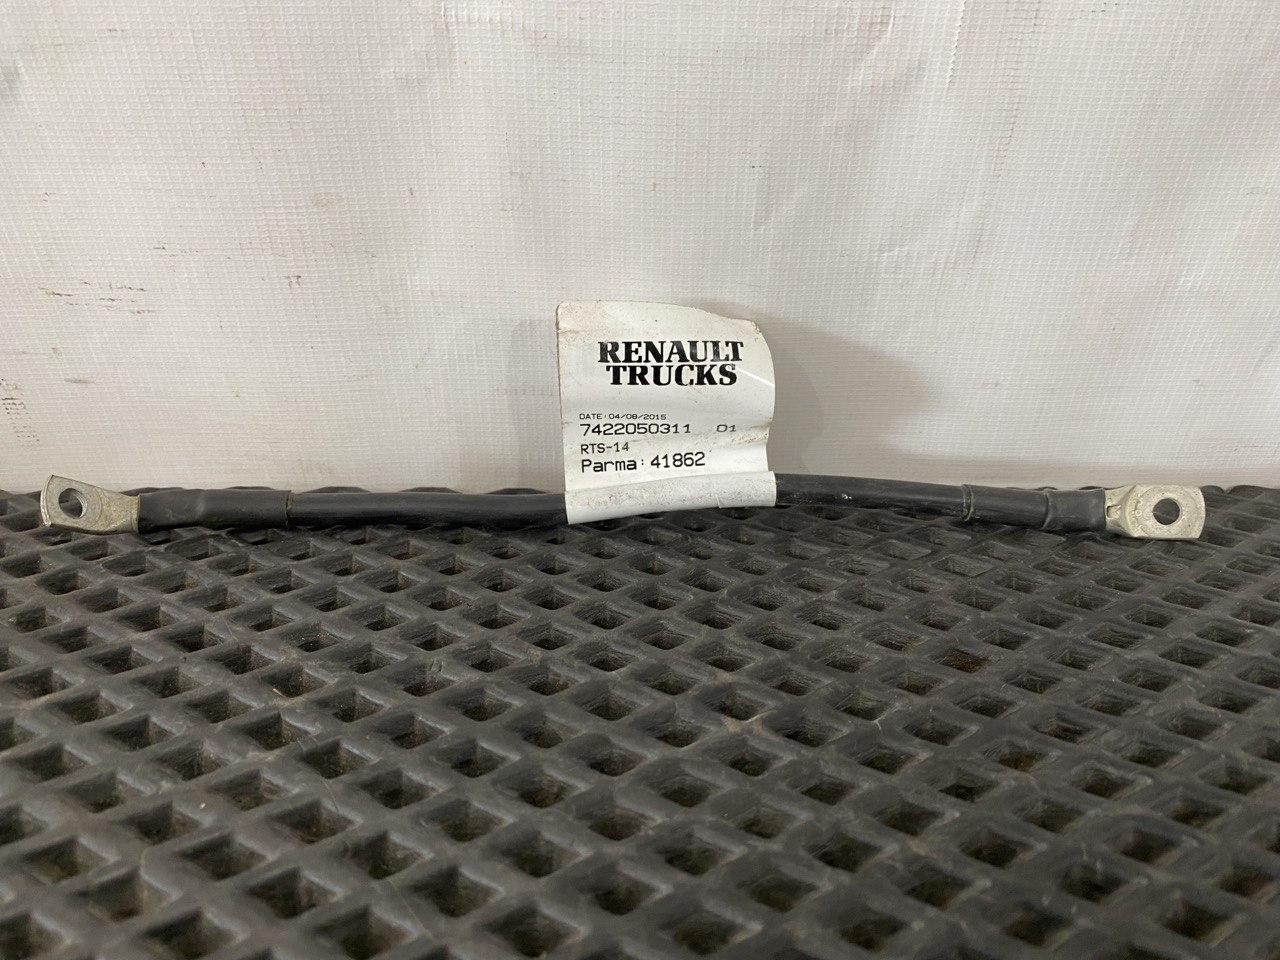 RENAULT
TRUCKS
DATE: 04/08/2015
7422050311 01
RTS-14
Parma: 41862